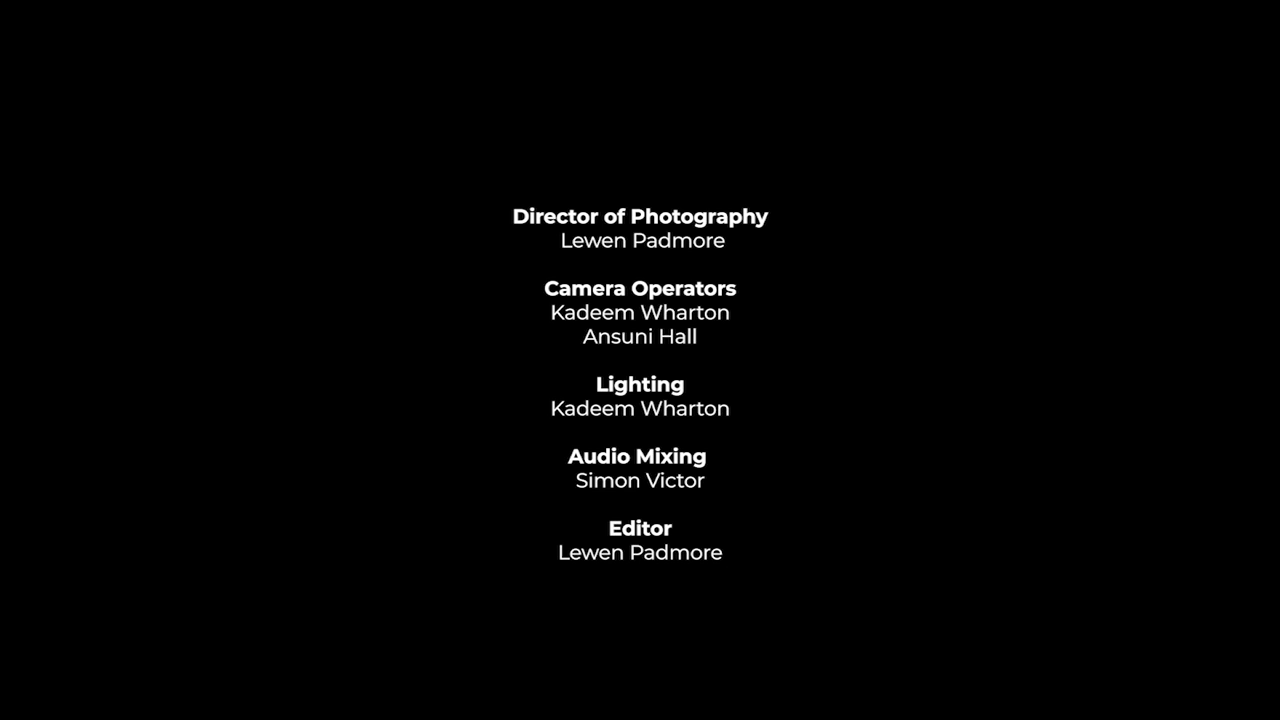 Director of Photography
Lewen Padmore
Camera Operators
Kadeem Wharton
Ansuni Hall
Lighting
Kadeem Wharton
Audio Mixing
Simon Victor
Editor
Lewen Padmore